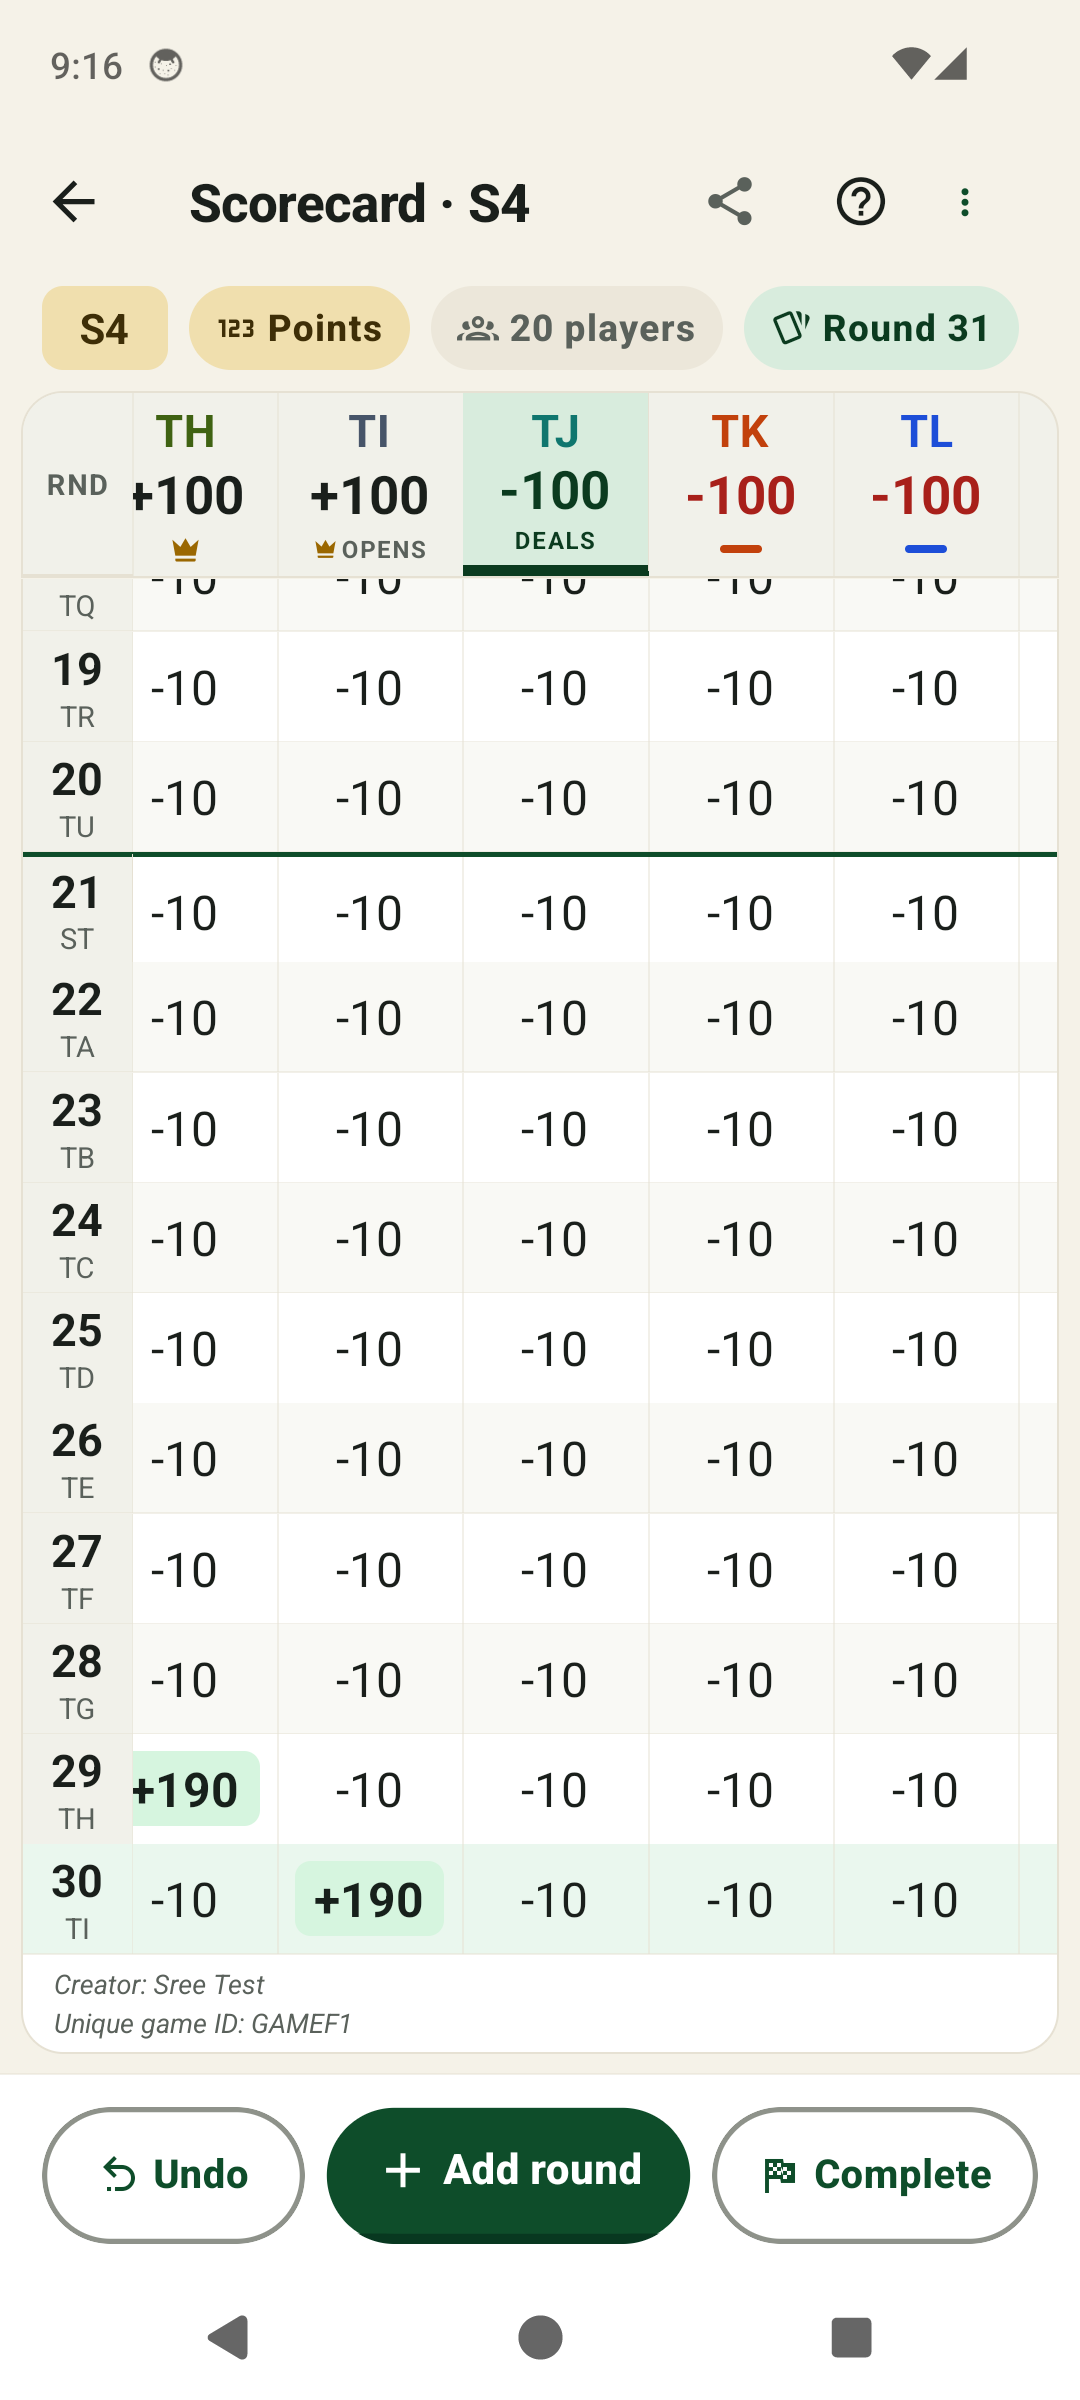 9:16
Scorecard · S4
S4 123 Points 20 players Round 31
RND TH TI TJ TK TL
+100 +100 -100 -100 -100
OPENS DEALS
-10 -10 -10 -10 -10
TQ
19 -10 -10 -10 -10 -10
TR
20 -10 -10 -10 -10 -10
TU
21 -10 -10 -10 -10 -10
ST
22 -10 -10 -10 -10 -10
TA
23 -10 -10 -10 -10 -10
TB
24 -10 -10 -10 -10 -10
TC
25 -10 -10 -10 -10 -10
TD
26 -10 -10 -10 -10 -10
TE
27 -10 -10 -10 -10 -10
TF
28 -10 -10 -10 -10 -10
TG
29 +190 -10 -10 -10 -10
TH
30 -10 +190 -10 -10 -10
TI
Creator: Sree Test
Unique game ID: GAMEF1
Undo + Add round Complete